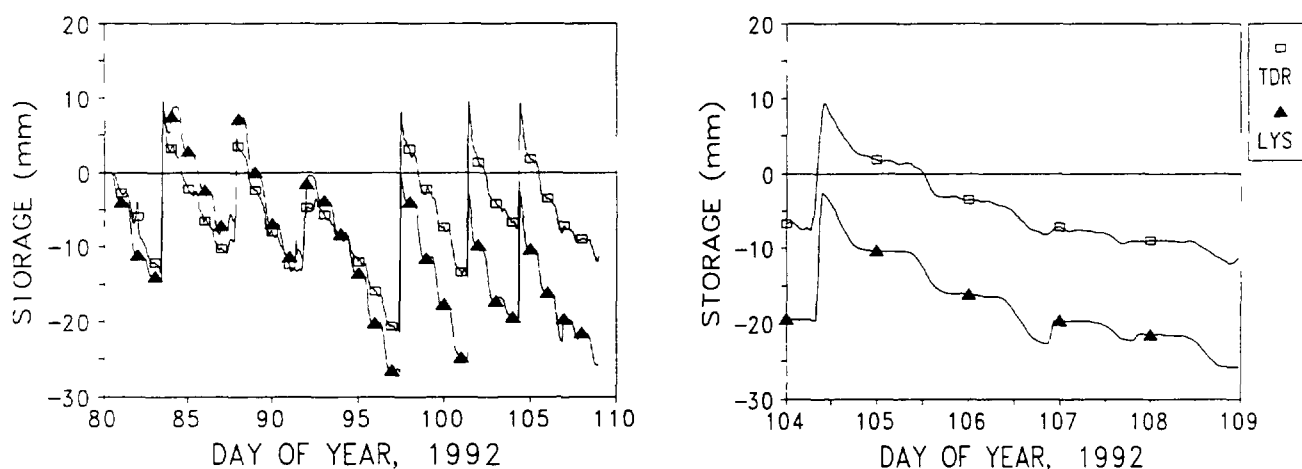 20
10
0
-10
-20
-30
STORAGE (mm)
80 85 90 95 100 105 110
DAY OF YEAR, 1992
20
10
0
-10
-20
-30
STORAGE (mm)
104 105 106 107 108 109
DAY OF YEAR, 1992
TDR
LYS